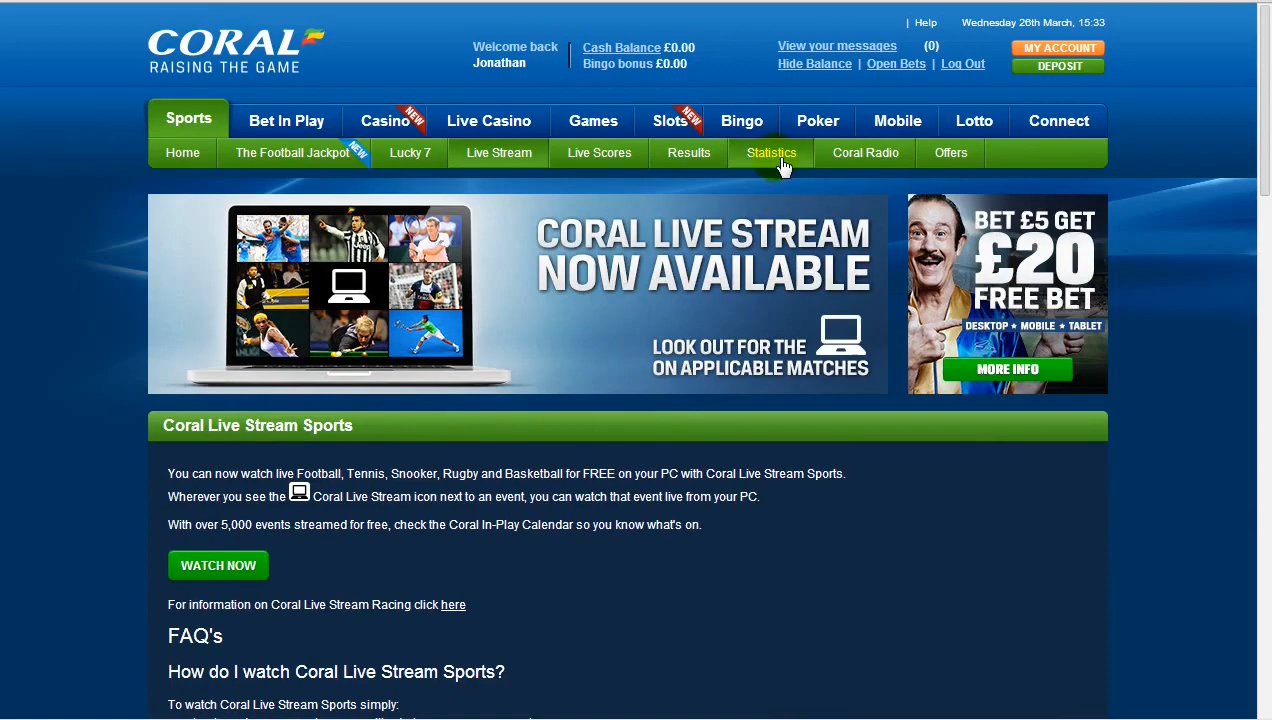 | Help Wednesday 26th March, 15:33
CORAL
RAISING THE GAME
Welcome back
Jonathan
Cash Balance £0.00
Bingo bonus £0.00
View your messages (0)
Hide Balance | Open Bets | Log Out
MY ACCOUNT
DEPOSIT
Sports Bet In Play Casino NEW Live Casino Games Slots NEW Bingo Poker Mobile Lotto Connect
Home The Football Jackpot NEW Lucky 7 Live Stream Live Scores Results Statistics Coral Radio Offers
CORAL LIVE STREAM
NOW AVAILABLE
LOOK OUT FOR THE
ON APPLICABLE MATCHES
BET £5 GET
£20
FREE BET
DESKTOP ★ MOBILE ★ TABLET
MORE INFO
Coral Live Stream Sports
You can now watch live Football, Tennis, Snooker, Rugby and Basketball for FREE on your PC with Coral Live Stream Sports.
Wherever you see the Coral Live Stream icon next to an event, you can watch that event live from your PC.
With over 5,000 events streamed for free, check the Coral In-Play Calendar so you know what's on.
WATCH NOW
For information on Coral Live Stream Racing click here
FAQ's
How do I watch Coral Live Stream Sports?
To watch Coral Live Stream Sports simply: